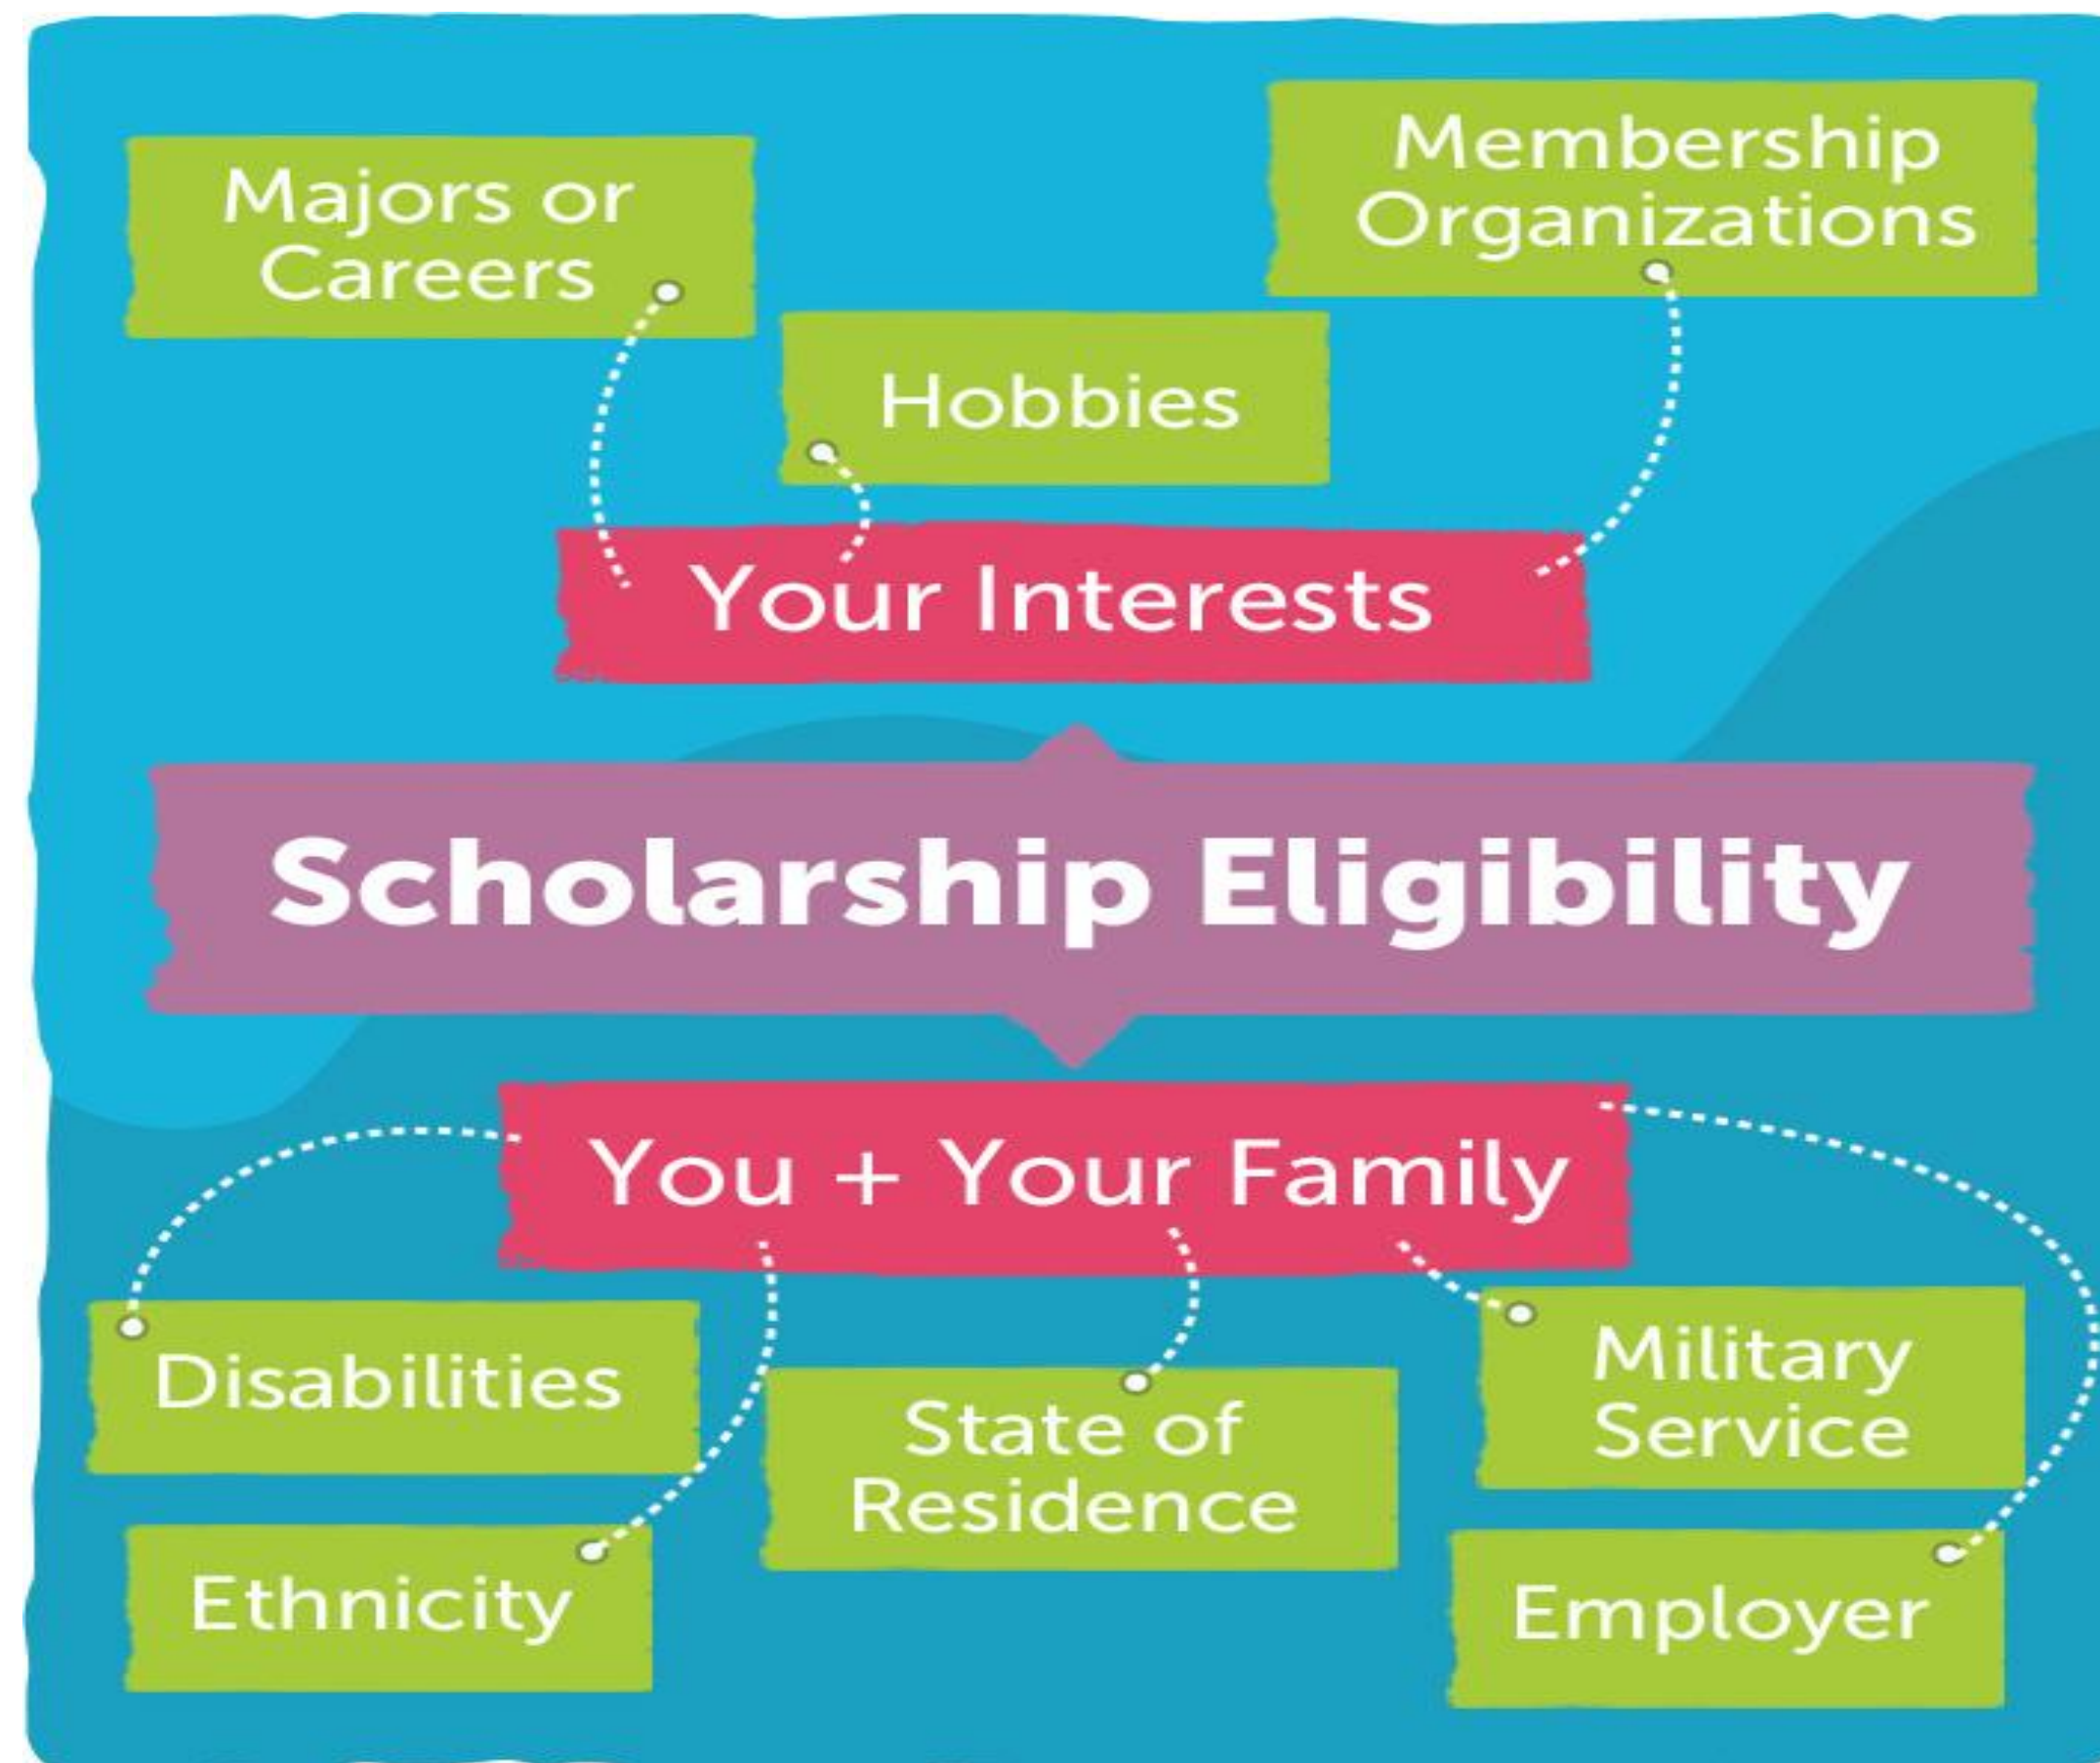 Majors or
Careers
Membership
Organizations
Hobbies
Your Interests
Scholarship Eligibility
You + Your Family
Disabilities
State of
Residence
Military
Service
Ethnicity
Employer